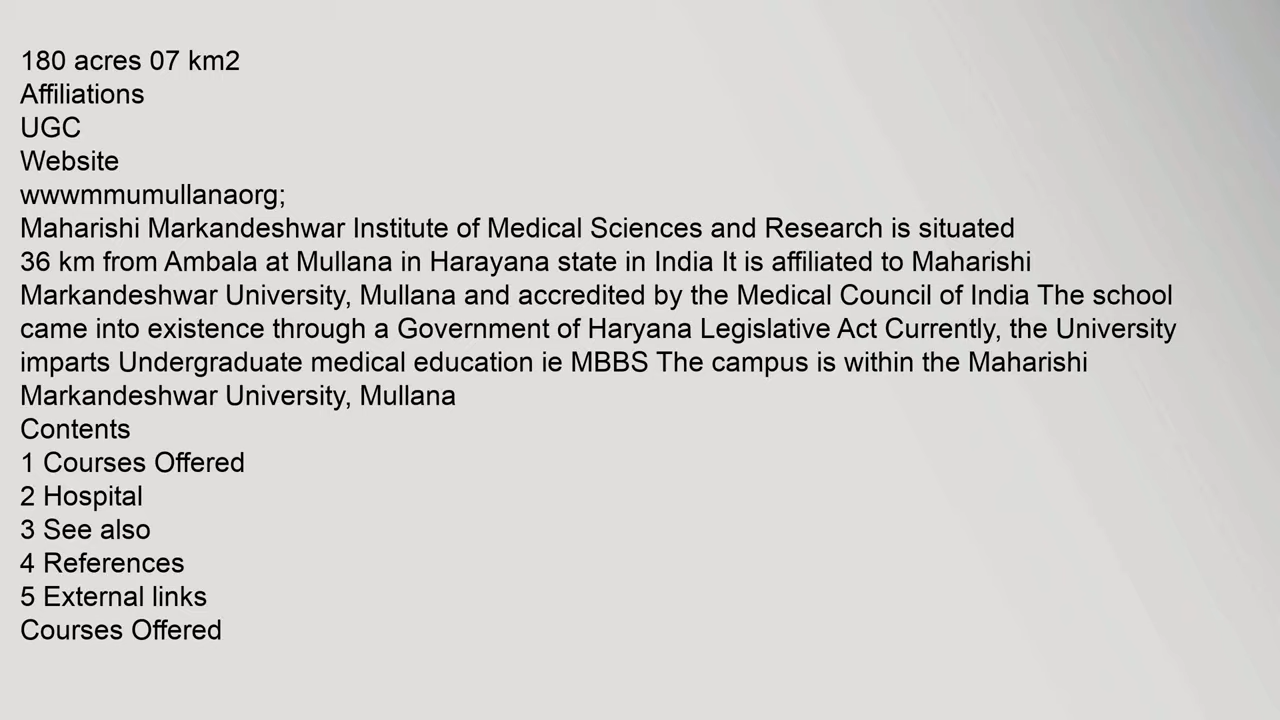 180 acres 07 km2
Affiliations
UGC
Website
wwwmmumullanaorg;
Maharishi Markandeshwar Institute of Medical Sciences and Research is situated
36 km from Ambala at Mullana in Harayana state in India It is affiliated to Maharishi
Markandeshwar University, Mullana and accredited by the Medical Council of India The school
came into existence through a Government of Haryana Legislative Act Currently, the University
imparts Undergraduate medical education ie MBBS The campus is within the Maharishi
Markandeshwar University, Mullana
Contents
1 Courses Offered
2 Hospital
3 See also
4 References
5 External links
Courses Offered